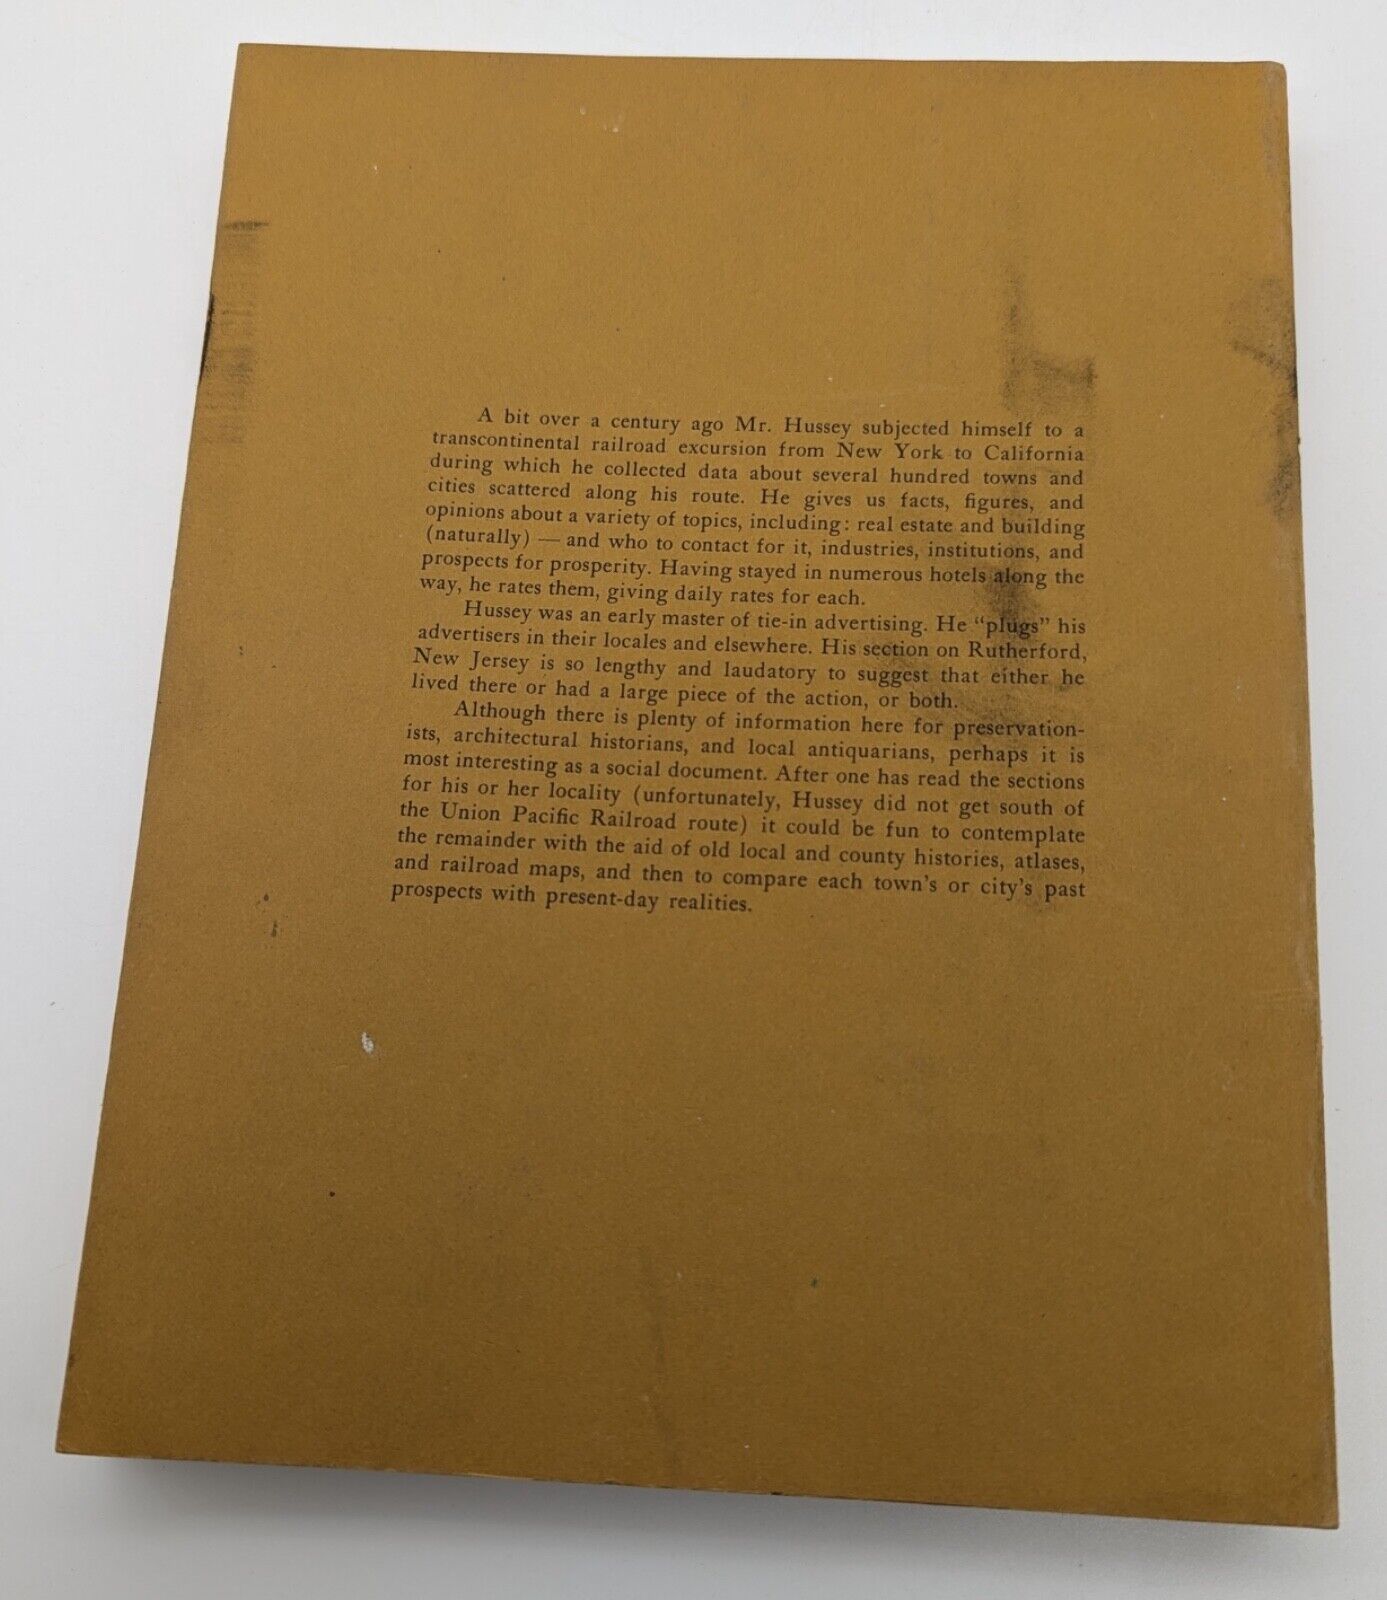 A bit over a century ago Mr. Hussey subjected himself to a
transcontinental railroad excursion from New York to California
during which he collected data about several hundred towns and
cities scattered along his route. He gives us facts, figures, and
opinions about a variety of topics, including: real estate and building
(naturally) — and who to contact for it, industries, institutions, and
prospects for prosperity. Having stayed in numerous hotels along the
way, he rates them, giving daily rates for each.
Hussey was an early master of tie-in advertising. He "plugs" his
advertisers in their locales and elsewhere. His section on Rutherford,
New Jersey is so lengthy and laudatory to suggest that either he
lived there or had a large piece of the action, or both.
Although there is plenty of information here for preservation-
ists, architectural historians, and local antiquarians, perhaps it is
most interesting as a social document. After one has read the sections
for his or her locality (unfortunately, Hussey did not get south of
the Union Pacific Railroad route) it could be fun to contemplate
the remainder with the aid of old local and county histories, atlases,
and railroad maps, and then to compare each town's or city's past
prospects with present-day realities.